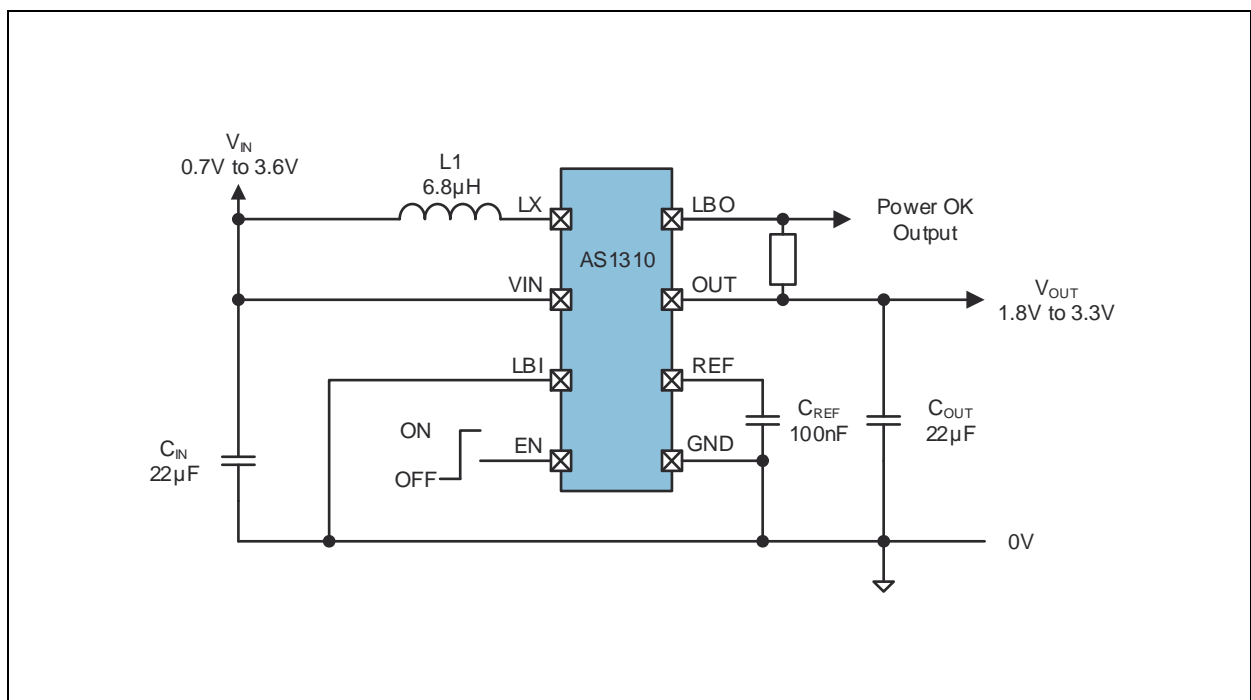 VIN
0.7V to 3.6V
L1
6.8µH
LX
LBO
Power OK
Output
AS1310
VIN
OUT
VOUT
1.8V to 3.3V
LBI
REF
CREF
100nF
COUT
22µF
ON
OFF
EN
GND
CIN
22µF
0V